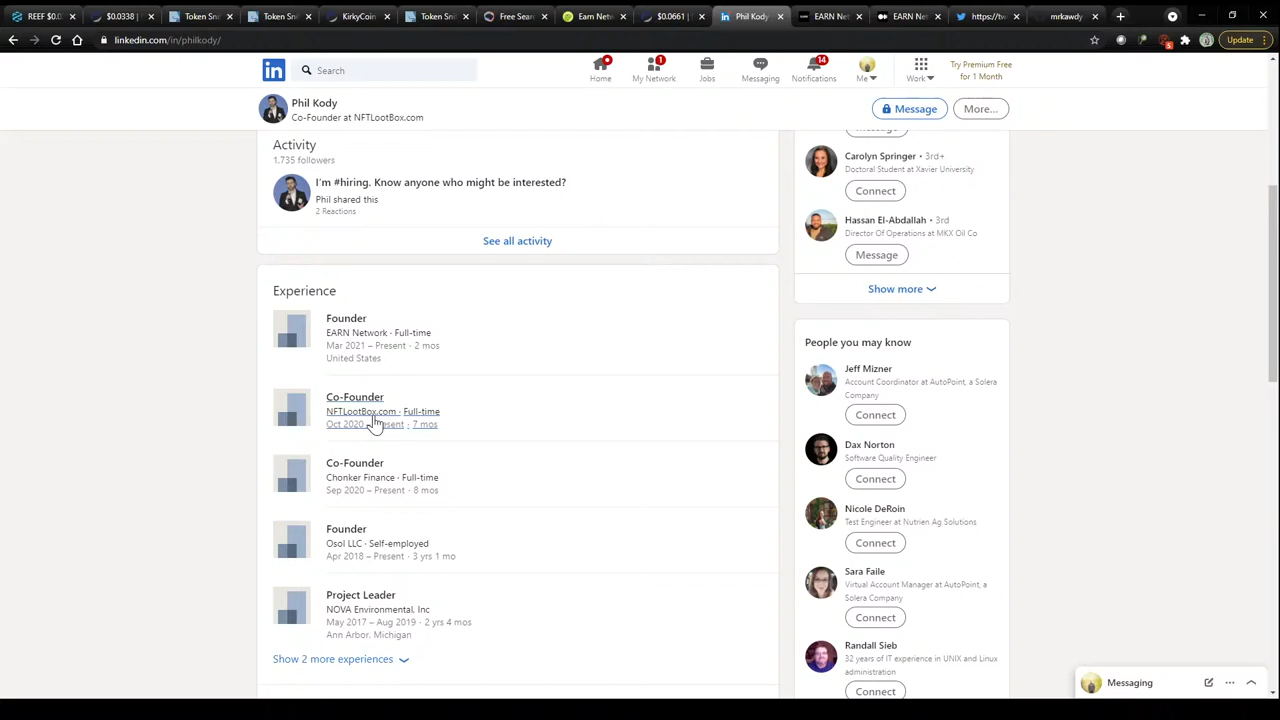 REEF $0.
$0.0338 |
Token Sni
Token Sni
KirkyCoin
Token Sni
Free Sear
Earn Netw
$0.0661 |
Phil Kody
EARN Net
EARN Net
https://tw
mrkawdy
linkedin.com/in/philkody/
Update
Search
Home
My Network
1
Jobs
Messaging
Notifications
14
Me
Work
Try Premium Free
for 1 Month
Phil Kody
Co-Founder at NFTLootBox.com
Message
More...
Activity
1,735 followers
I'm #hiring. Know anyone who might be interested?
Phil shared this
2 Reactions
See all activity
Experience
Founder
EARN Network · Full-time
Mar 2021 – Present · 2 mos
United States
Co-Founder
NFTLootBox.com · Full-time
Oct 2020 – Present · 7 mos
Co-Founder
Chonker Finance · Full-time
Sep 2020 – Present · 8 mos
Founder
Osol LLC · Self-employed
Apr 2018 – Present · 3 yrs 1 mo
Project Leader
NOVA Environmental, Inc
May 2017 – Aug 2019 · 2 yrs 4 mos
Ann Arbor, Michigan
Show 2 more experiences
Message
Carolyn Springer • 3rd+
Doctoral Student at Xavier University
Connect
Hassan El-Abdallah • 3rd
Director Of Operations at MKX Oil Co
Message
Show more
People you may know
Jeff Mizner
Account Coordinator at AutoPoint, a Solera
Company
Connect
Dax Norton
Software Quality Engineer
Connect
Nicole DeRoin
Test Engineer at Nutrien Ag Solutions
Connect
Sara Faile
Virtual Account Manager at AutoPoint, a
Solera Company
Connect
Randall Sieb
32 years of IT experience in UNIX and Linux
administration
Connect
Messaging